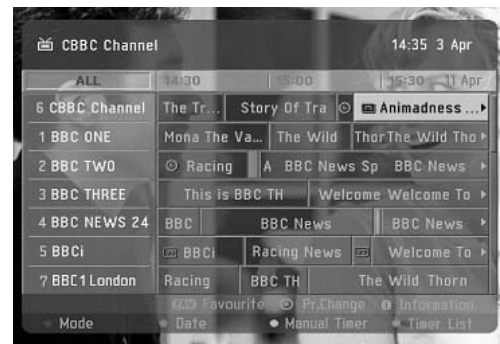 CBBC Channel 14:35 3 Apr
ALL 14:30 15:00 15:30 11 Apr
6 CBBC Channel The Tr... Story Of Tra Animadness ...
1 BBC ONE Mona The Va... The Wild Thor The Wild Tho
2 BBC TWO Racing A BBC News Sp BBC News
3 BBC THREE This is BBC TH Welcome Welcome To
4 BBC NEWS 24 BBC BBC News BBC News
5 BBCi BBCi Racing News Welcome To
7 BBC1 London Racing BBC TH The Wild Thorn
FAV Favourite Pr.Change Information
Mode Date Manual Timer Timer List